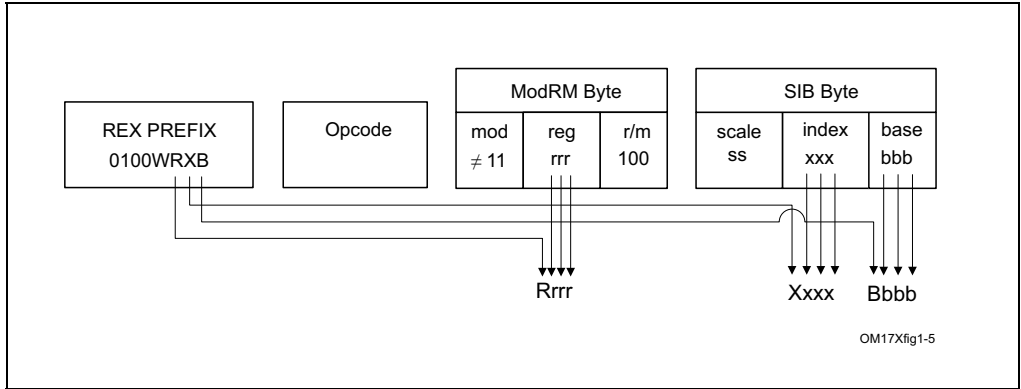 ModRM Byte
SIB Byte
REX PREFIX
0100WRXB
Opcode
mod
≠ 11
reg
rrr
r/m
100
scale
ss
index
xxx
base
bbb
Rrrr
Xxxx
Bbbb
OM17Xfig1-5